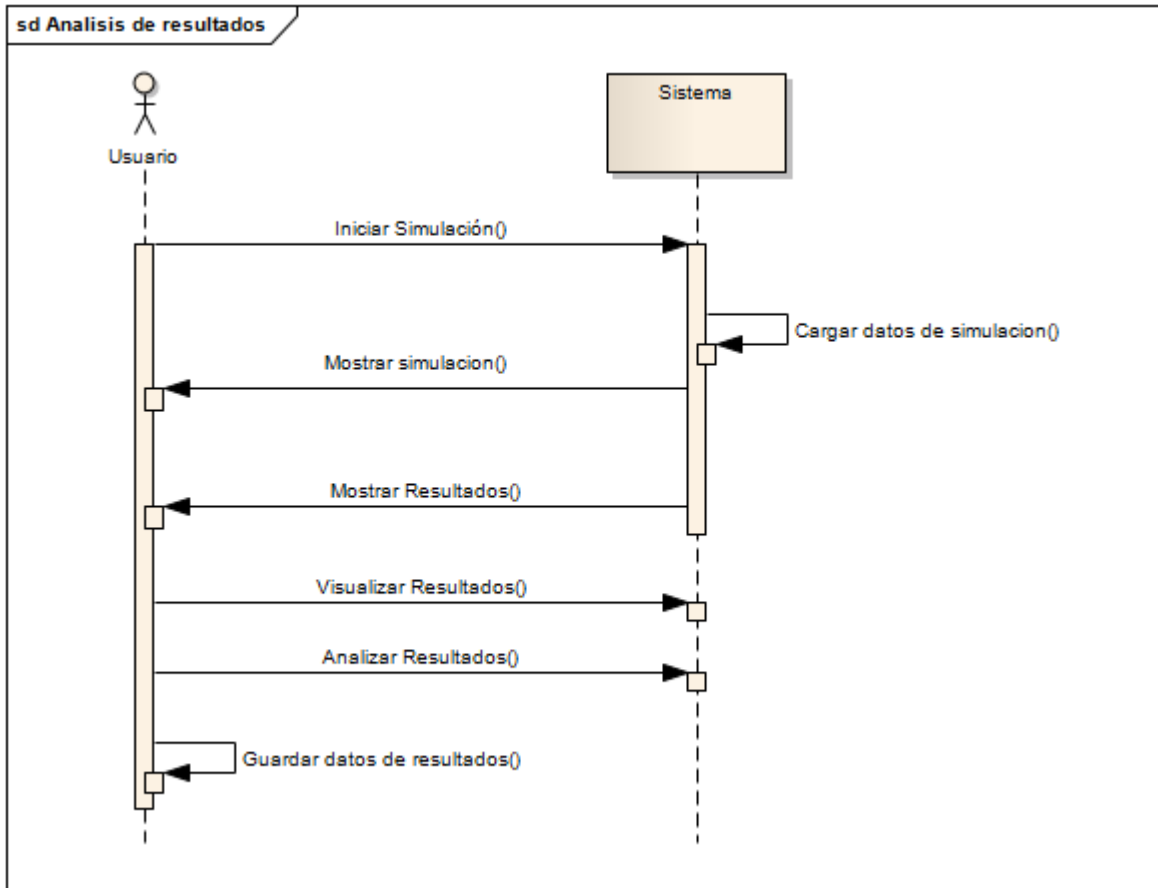 sd Analisis de resultados
Sistema
Usuario
Iniciar Simulación()
Cargar datos de simulacion()
Mostrar simulacion()
Mostrar Resultados()
Visualizar Resultados()
Analizar Resultados()
Guardar datos de resultados()